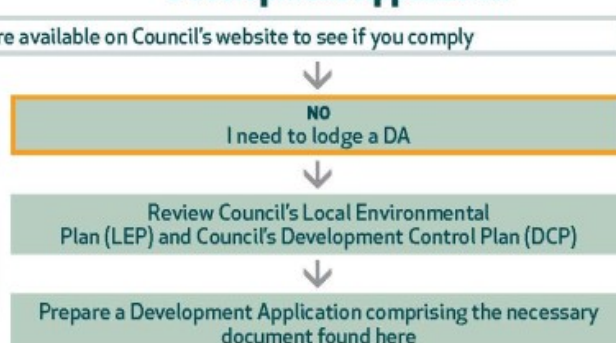 re available on Council's website to see if you comply
NO
I need to lodge a DA
Review Council's Local Environmental
Plan (LEP) and Council's Development Control Plan (DCP)
Prepare a Development Application comprising the necessary
document found here